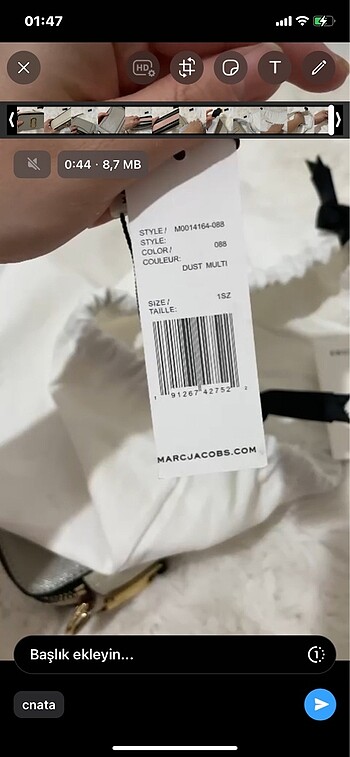 01:47
HD
T
0:44 · 8,7 MB
STYLE/ M0014164-088
STYLE:
COLOR/ 088
COULEUR:
DUST MULTI
SIZE/ 1SZ
TAILLE:
1 91267 42752 2
MARCJACOBS.COM
Başlık ekleyin...
1
cnata